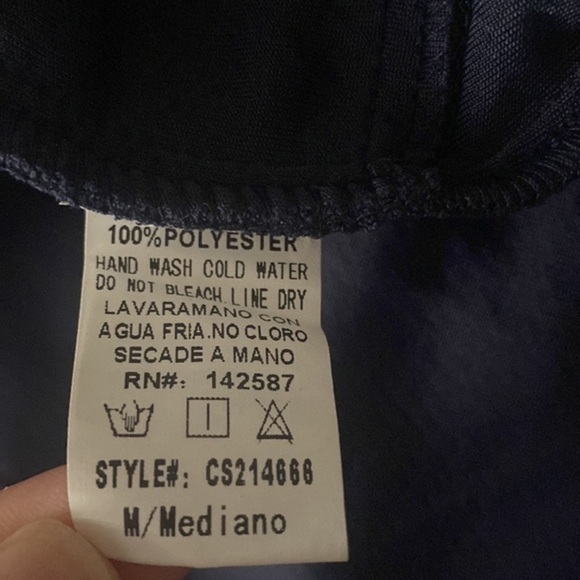 100%POLYESTER
HAND WASH COLD WATER
DO NOT BLEACH.LINE DRY
LAVARAMANO CON
AGUA FRIA.NO CLORO
SECADE A MANO
RN#: 142587
STYLE#: CS214666
M/Mediano